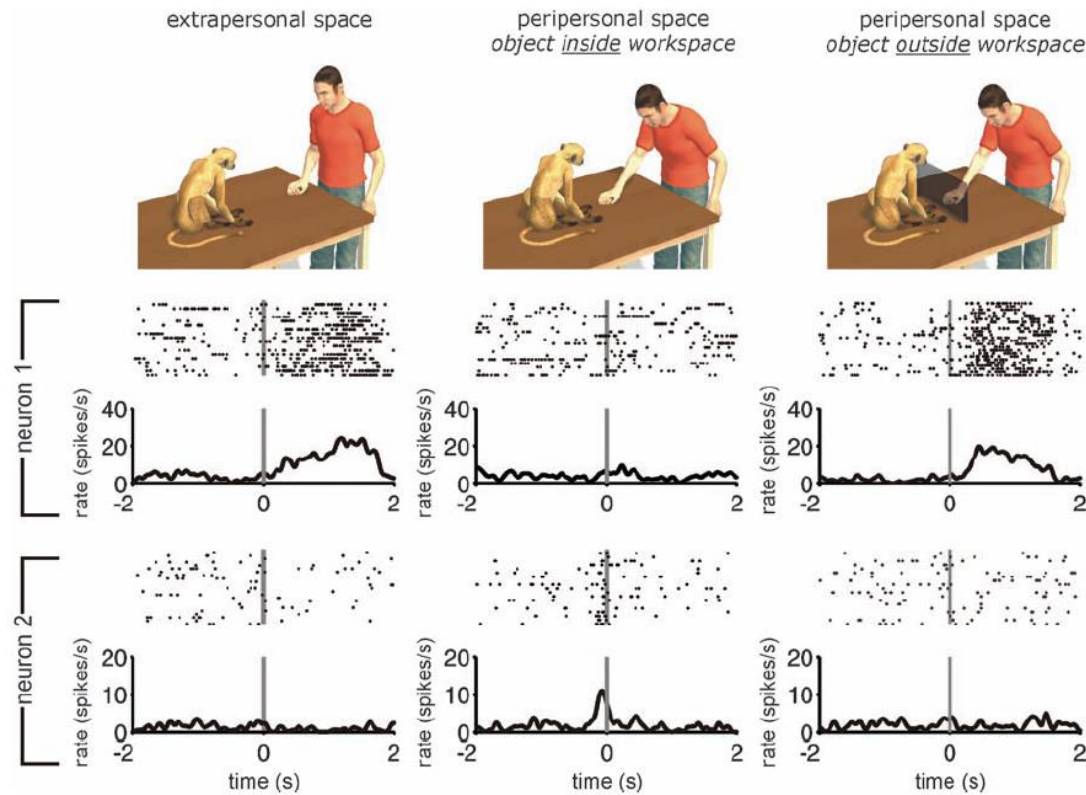 extrapersonal space
peripersonal space
object inside workspace
peripersonal space
object outside workspace
neuron 1
rate (spikes/s)
40
20
0
-2
0
2
rate (spikes/s)
40
20
0
-2
0
2
rate (spikes/s)
40
20
0
-2
0
2
neuron 2
rate (spikes/s)
20
10
0
-2
0
2
time (s)
rate (spikes/s)
20
10
0
-2
0
2
time (s)
rate (spikes/s)
20
10
0
-2
0
2
time (s)